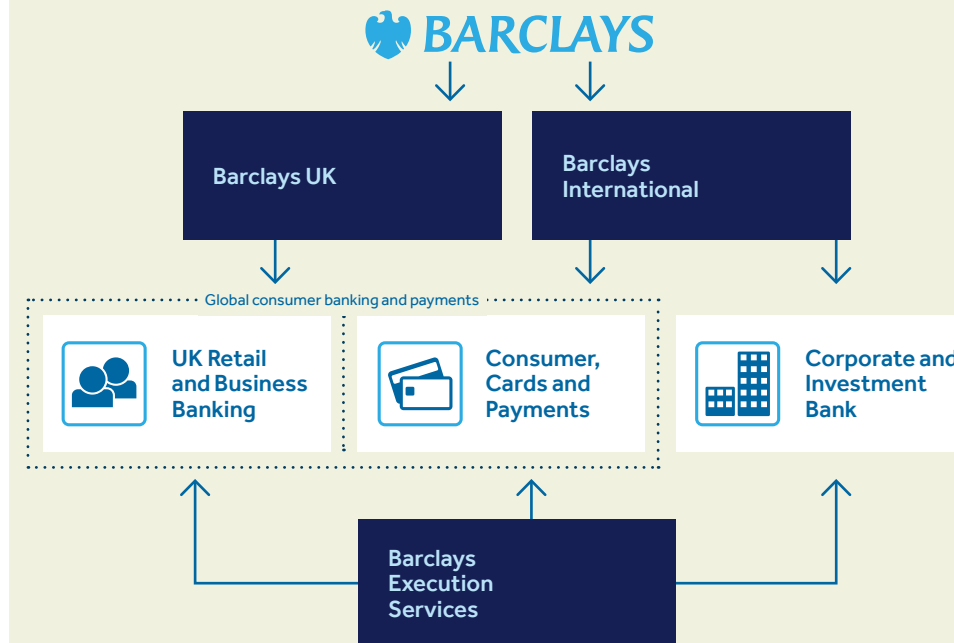 BARCLAYS
Barclays UK
Barclays
International
Global consumer banking and payments
UK Retail
and Business
Banking
Consumer,
Cards and
Payments
Corporate and
Investment
Bank
Barclays
Execution
Services